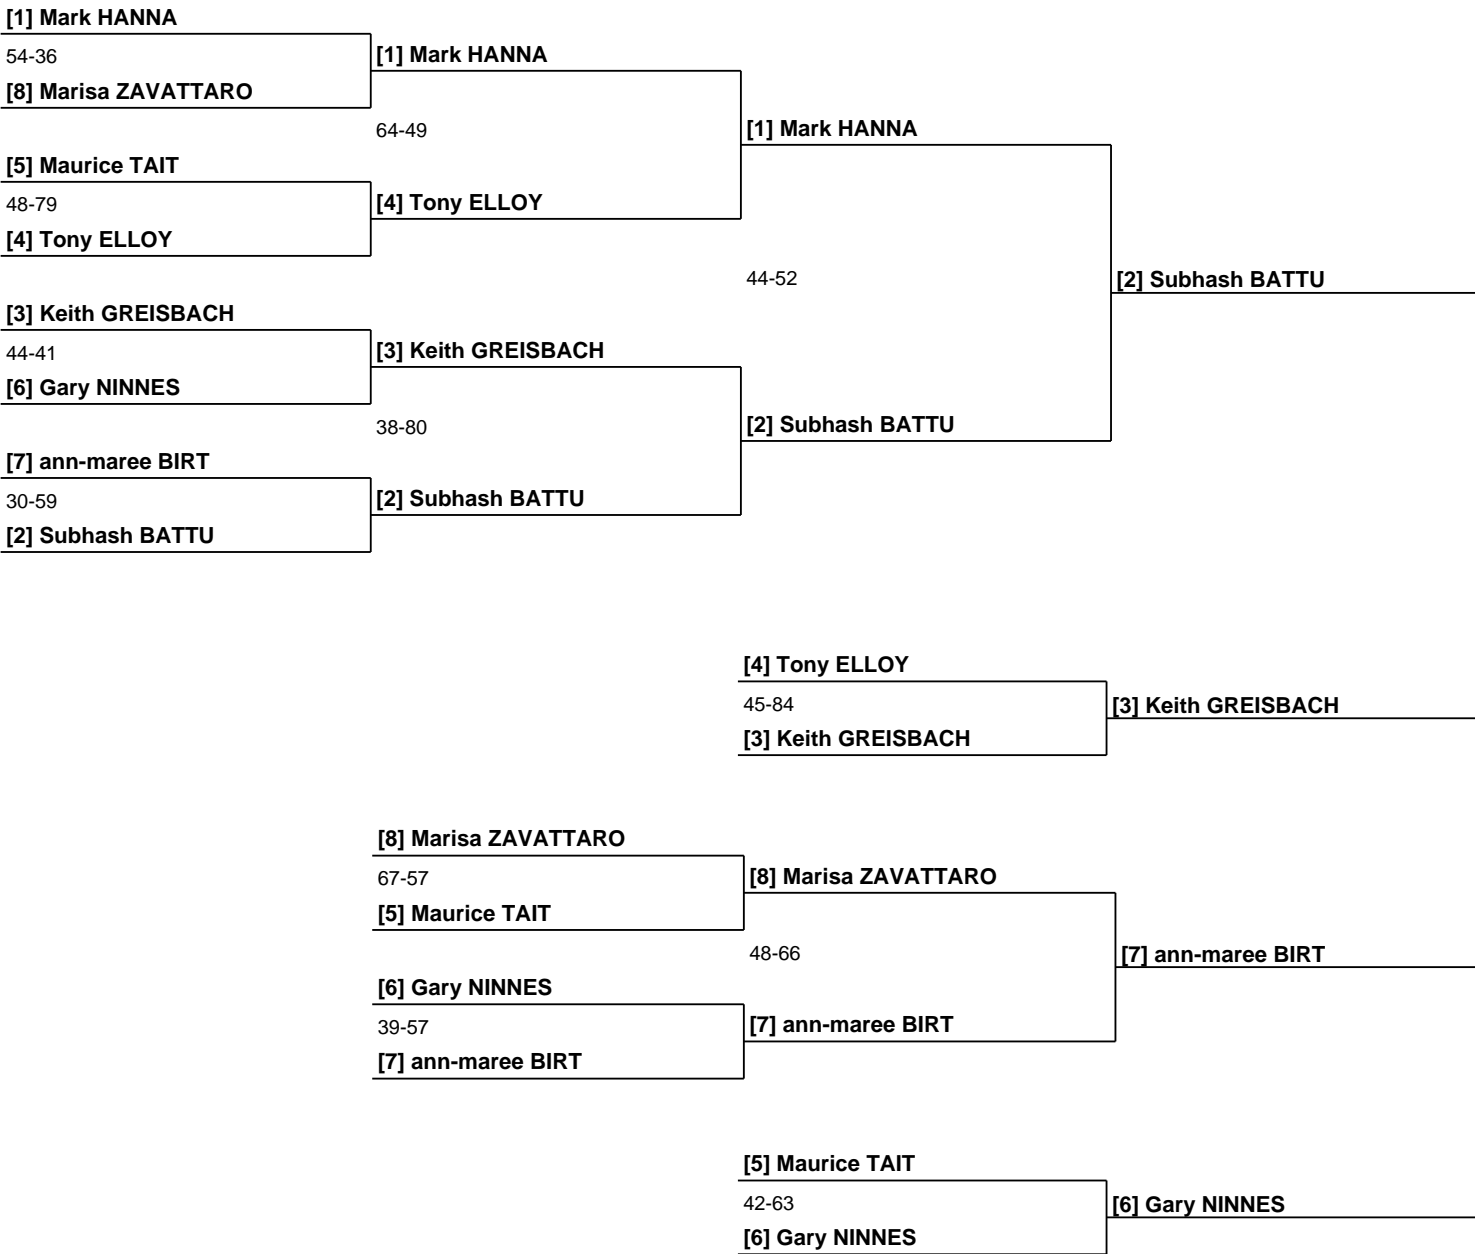 [1] Mark HANNA
54-36
[1] Mark HANNA
[8] Marisa ZAVATTARO
64-49
[1] Mark HANNA
[5] Maurice TAIT
48-79
[4] Tony ELLOY
[4] Tony ELLOY
44-52
[2] Subhash BATTU
[3] Keith GREISBACH
44-41
[3] Keith GREISBACH
[6] Gary NINNES
38-80
[2] Subhash BATTU
[7] ann-maree BIRT
30-59
[2] Subhash BATTU
[2] Subhash BATTU
[4] Tony ELLOY
45-84
[3] Keith GREISBACH
[3] Keith GREISBACH
[8] Marisa ZAVATTARO
67-57
[8] Marisa ZAVATTARO
[5] Maurice TAIT
48-66
[7] ann-maree BIRT
[6] Gary NINNES
39-57
[7] ann-maree BIRT
[7] ann-maree BIRT
[5] Maurice TAIT
42-63
[6] Gary NINNES
[6] Gary NINNES